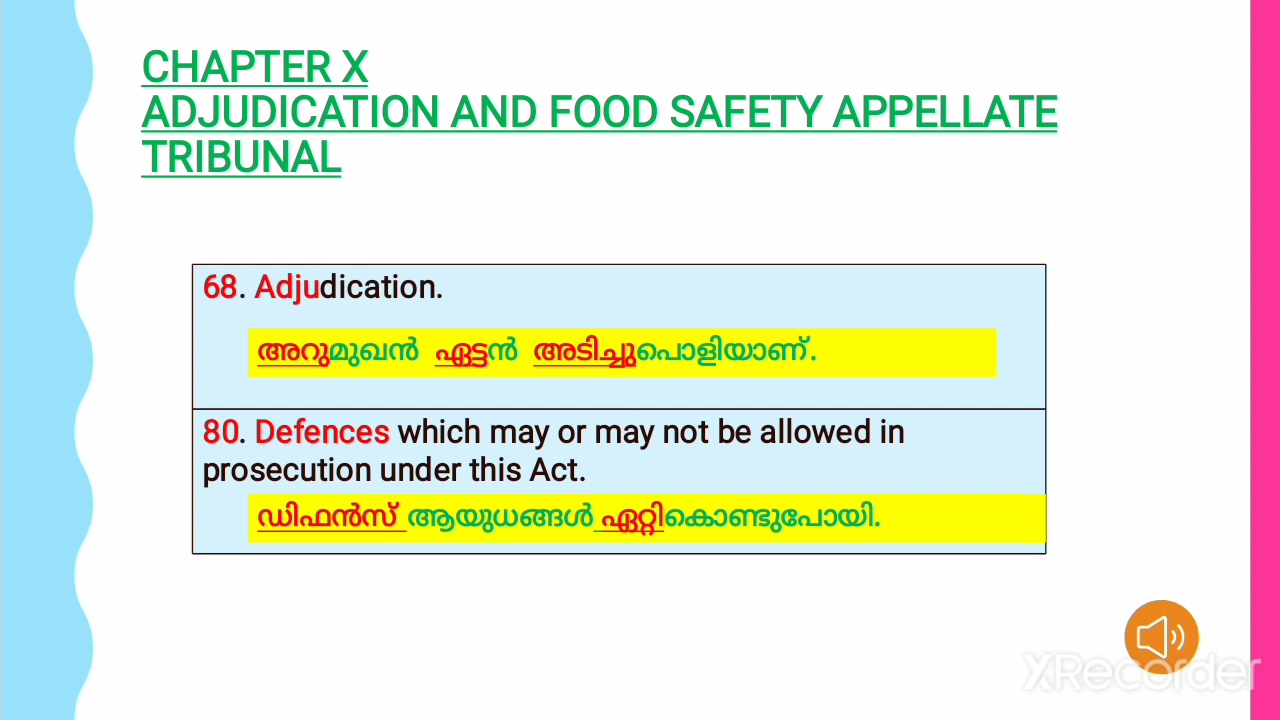 CHAPTER X
ADJUDICATION AND FOOD SAFETY APPELLATE
TRIBUNAL
68. Adjudication.
അറുമുഖൻ ഏട്ടൻ അടിച്ചുപൊളിയാണ്.
80. Defences which may or may not be allowed in
prosecution under this Act.
ഡിഫൻസ് ആയുധങ്ങൾ ഏറ്റികൊണ്ടുപോയി.
XRecorder